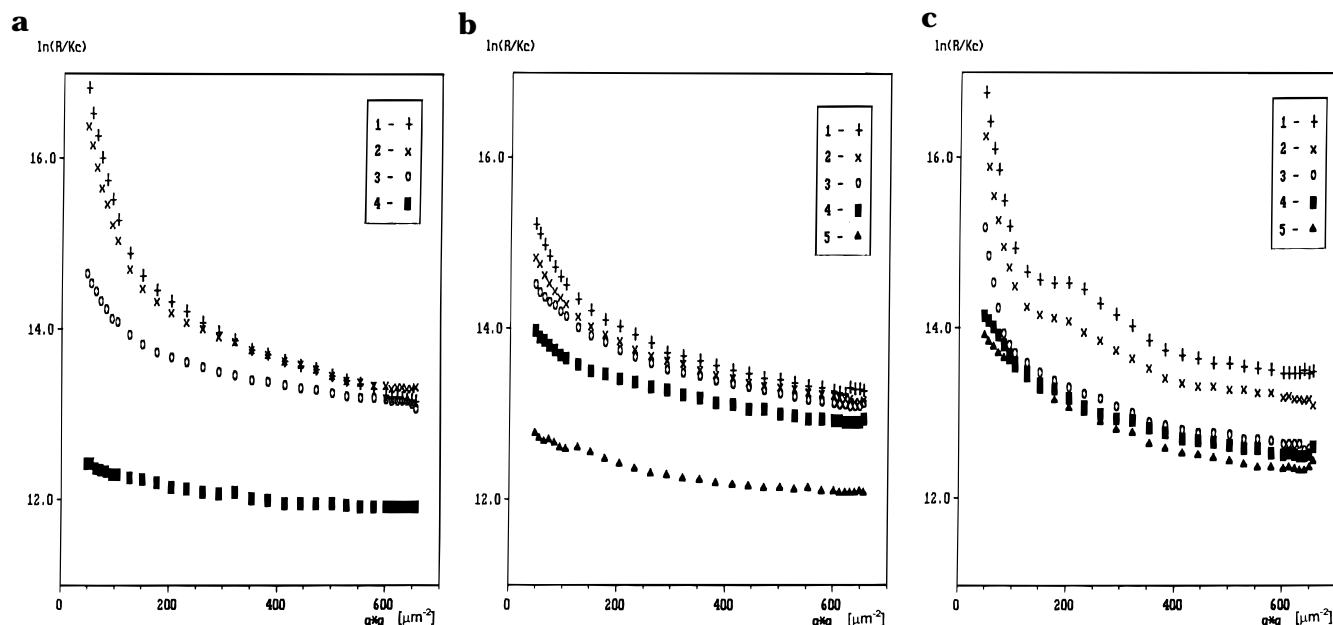 a
ln(R/Kc)
16.0
14.0
12.0
0
200
400
600
q*q [μm⁻²]
1 - +
2 - x
3 - o
4 - ■
b
ln(R/Kc)
16.0
14.0
12.0
0
200
400
600
q*q [μm⁻²]
1 - +
2 - x
3 - o
4 - ■
5 - ▲
c
ln(R/Kc)
16.0
14.0
12.0
0
200
400
600
q*q [μm⁻²]
1 - +
2 - x
3 - o
4 - ■
5 - ▲